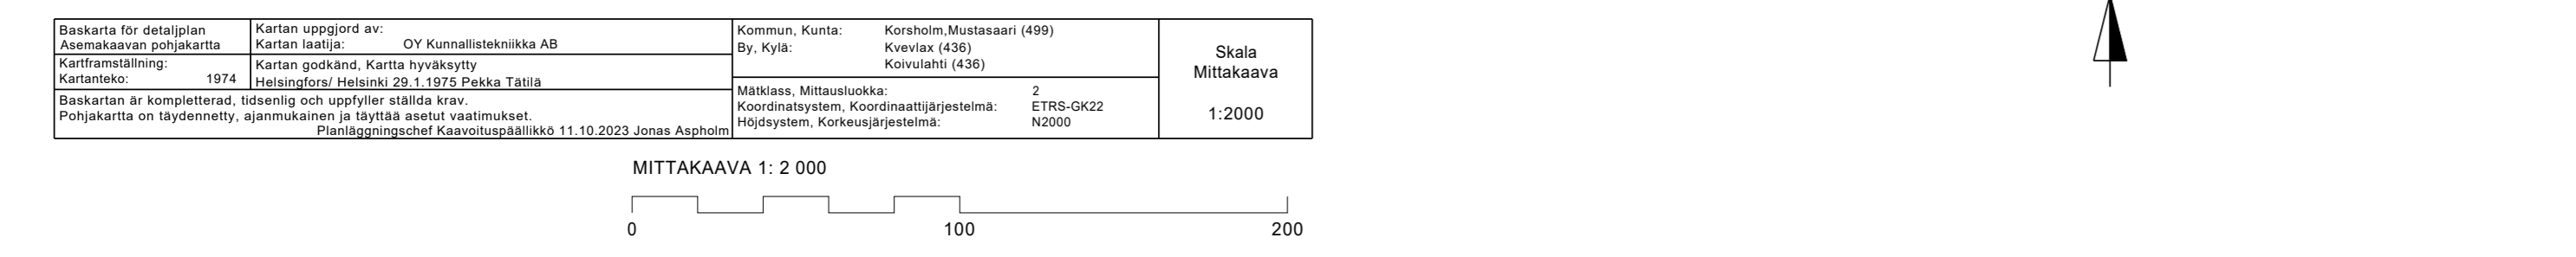 Baskarta för detaljplan
Asemakaavan pohjakartta
Kartan uppgjord av:
Kartan laatija: OY Kunnallistekniikka AB
Kartframställning:
Kartanteko: 1974
Kartan godkänd, Kartta hyväksytty
Helsingfors/ Helsinki 29.1.1975 Pekka Tätilä
Baskartan är kompletterad, tidsenlig och uppfyller ställda krav.
Pohjakartta on täydennetty, ajanmukainen ja täyttää asetut vaatimukset.
Planläggningschef Kaavoituspäällikkö 11.10.2023 Jonas Aspholm
Kommun, Kunta: Korsholm,Mustasaari (499)
By, Kylä: Kvevlax (436)
Koivulahti (436)
Mätklass, Mittausluokka: 2
Koordinatsystem, Koordinaattijärjestelmä: ETRS-GK22
Höjdsystem, Korkeusjärjestelmä: N2000
Skala
Mittakaava
1:2000
MITTAKAAVA 1: 2 000
0 100 200